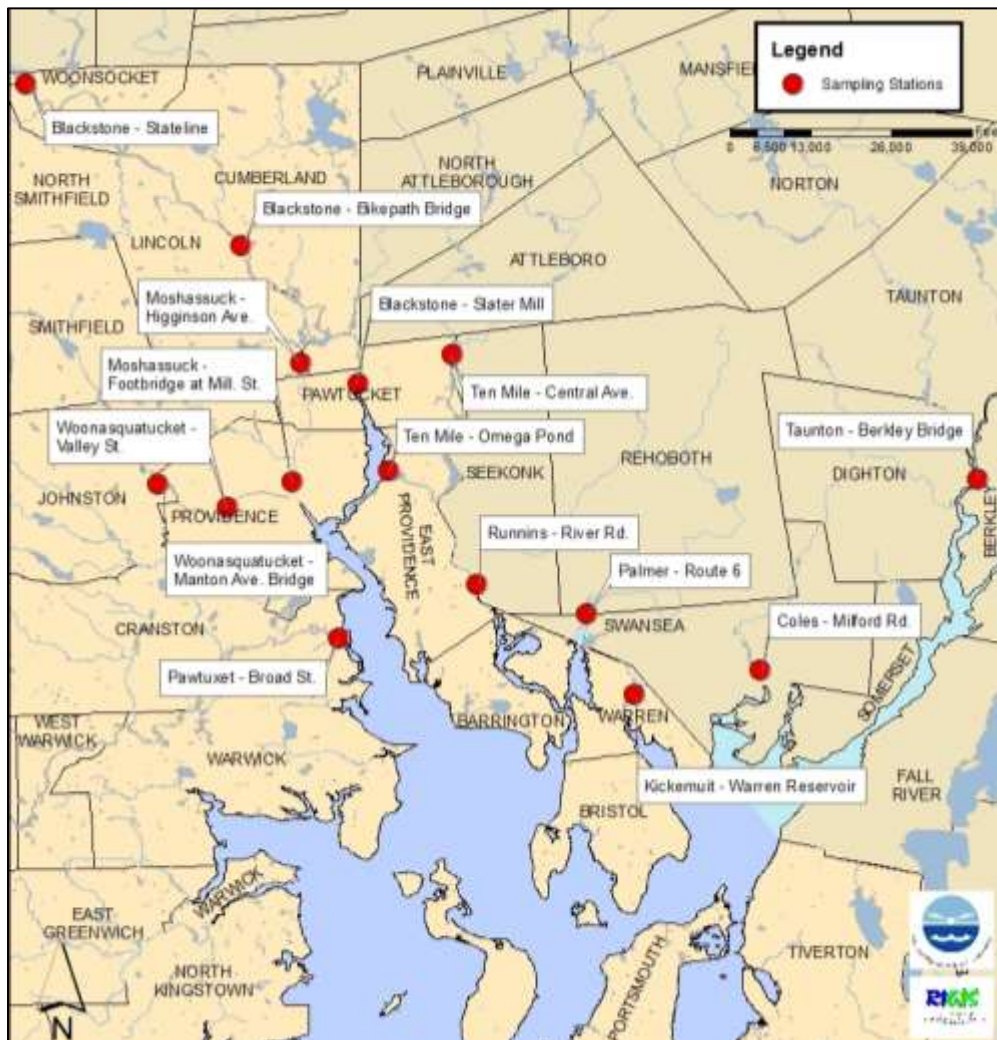 Legend
Sampling Stations
Feet
0 6,500 13,000 26,000 39,000
WOONSOCKET
PLAINVILLE
MANSFIELD
Blackstone - Stateline
NORTH
SMITHFIELD
CUMBERLAND
NORTH
ATTLEBOROUGH
NORTON
Blackstone - Bikepath Bridge
LINCOLN
ATTLEBORO
Moshassuck -
Higginson Ave.
Blackstone - Slater Mill
TAUNTON
SMITHFIELD
Moshassuck -
Footbridge at Mill. St.
PAWTUCKET
Ten Mile - Central Ave.
Woonasquatucket -
Valley St.
Ten Mile - Omega Pond
Taunton - Berkley Bridge
REHOBOTH
SEEKONK
DIGHTON
JOHNSTON
PROVIDENCE
EAST
PROVIDENCE
BERKLEY
Runnins - River Rd.
Woonasquatucket -
Manton Ave. Bridge
Palmer - Route 6
CRANSTON
SWANSEA
Coles - Milford Rd.
Pawtuxet - Broad St.
SOMERSET
WEST
WARWICK
BARRINGTON
WARREN
WARWICK
Kickemuit - Warren Reservoir
FALL
RIVER
BRISTOL
WARWICK
EAST
GREENWICH
TIVERTON
NORTH
KINGSTOWN
PORTSMOUTH
N
RIGIS